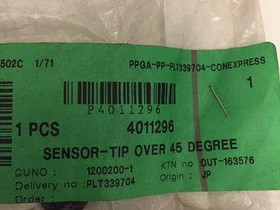 502C 1/71
PPGA-PP-PLT339704-CONEXPRESS
1
P4011296
1 PCS 4011296
SENSOR-TIP OVER 45 DEGREE
CUNO: 1200200-1 KTN no: OUT-163576
Delivery no: PLT339704 Origin: JP
Order: